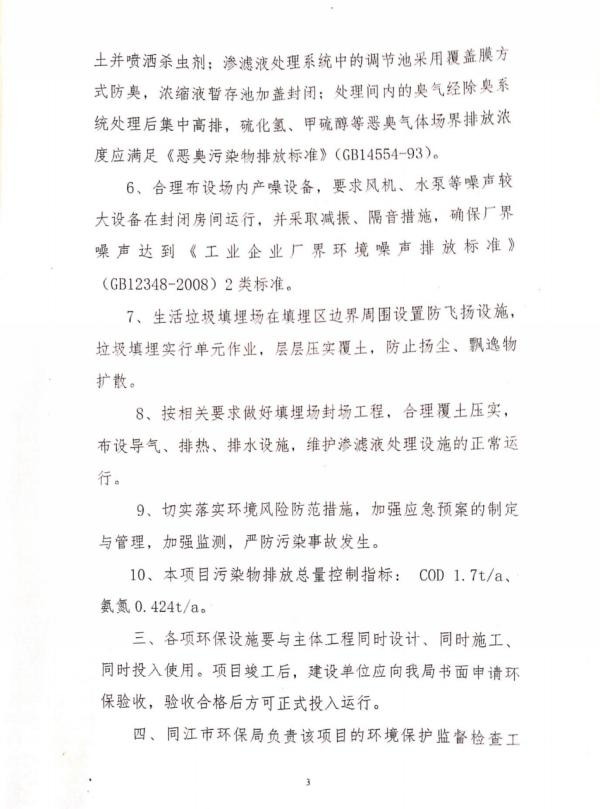 土并喷洒杀虫剂；渗滤液处理系统中的调节池采用覆盖膜方
式防臭，浓缩液暂存池加盖封闭；处理间内的臭气经除臭系
统处理后集中高排，硫化氢、甲硫醇等恶臭气体场界排放浓
度应满足《恶臭污染物排放标准》（GB14554-93）。
6、合理布设场内产噪设备，要求风机、水泵等噪声较
大设备在封闭房间运行，并采取减振、隔音措施，确保厂界
噪声达到《工业企业厂界环境噪声排放标准》
（GB12348-2008）2类标准。
7、生活垃圾填埋场在填埋区边界周围设置防飞扬设施，
垃圾填埋实行单元作业，层层压实覆土，防止扬尘、飘逸物
扩散。
8、按相关要求做好填埋场封场工程，合理覆土压实，
布设导气、排热、排水设施，维护渗滤液处理设施的正常运
行。
9、切实落实环境风险防范措施，加强应急预案的制定
与管理，加强监测，严防污染事故发生。
10、本项目污染物排放总量控制指标：COD 1.7t/a、
氨氮0.424t/a。
三、各项环保设施要与主体工程同时设计、同时施工、
同时投入使用。项目竣工后，建设单位应向我局书面申请环
保验收，验收合格后方可正式投入运行。
四、同江市环保局负责该项目的环境保护监督检查工
3